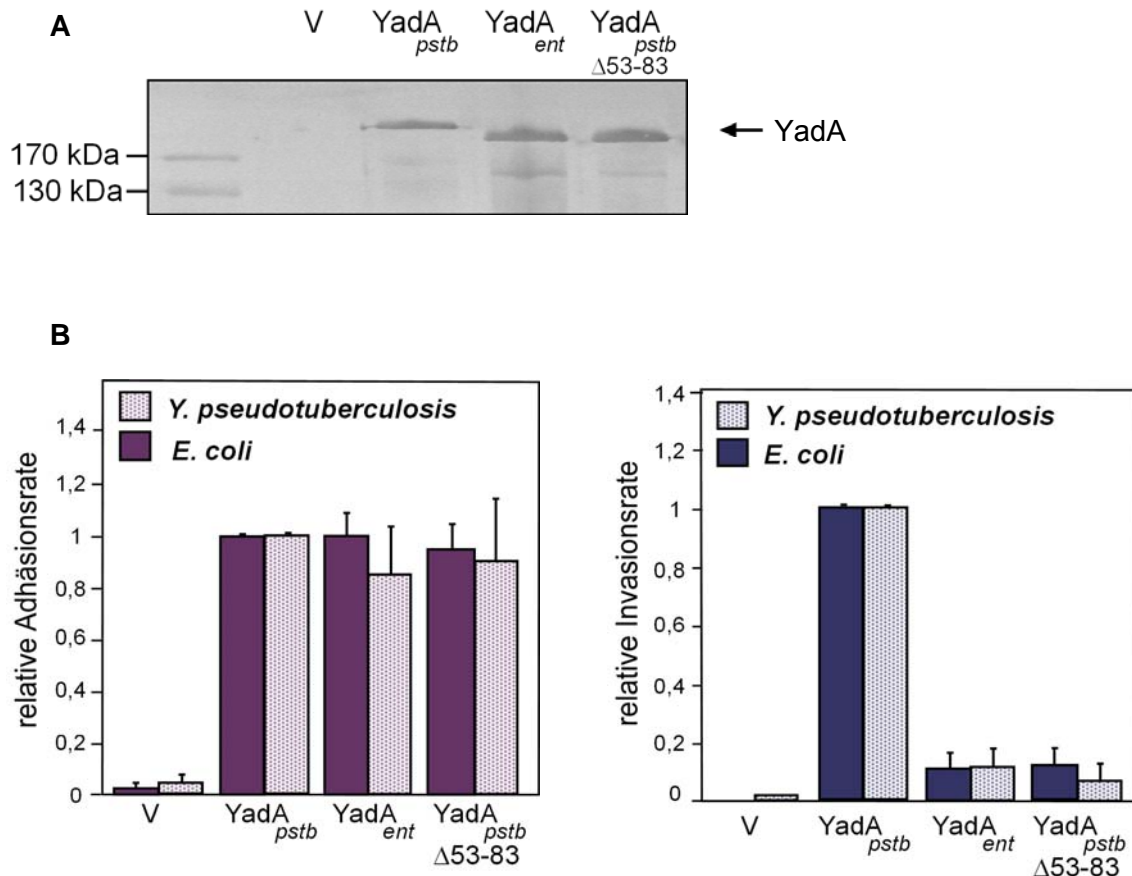 A
V YadA YadA YadA
pstb ent pstb
Δ53-83
YadA
170 kDa
130 kDa
B
Y. pseudotuberculosis
E. coli
relative Adhäsionsrate
1,4
1,2
1
0,8
0,6
0,4
0,2
0
V YadA YadA YadA
pstb ent pstb
Δ53-83
Y. pseudotuberculosis
E. coli
relative Invasionsrate
1,4
1,2
1
0,8
0,6
0,4
0,2
0
V YadA YadA YadA
pstb ent pstb
Δ53-83